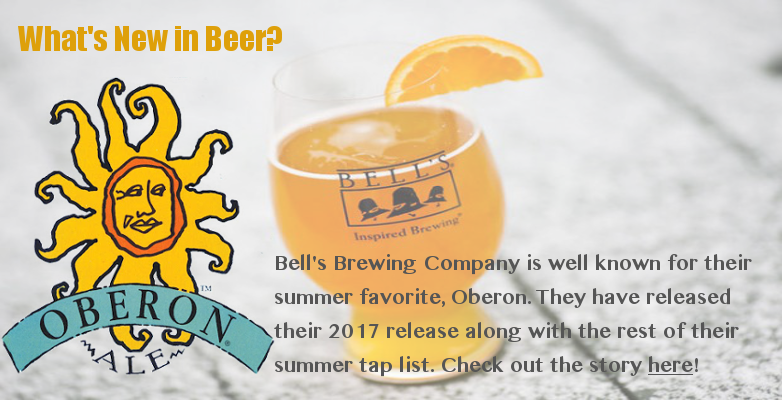 What's New in Beer?
BELL'S®
Inspired Brewing®
OBERON®
™
ALE
Bell's Brewing Company is well known for their
summer favorite, Oberon. They have released
their 2017 release along with the rest of their
summer tap list. Check out the story here!